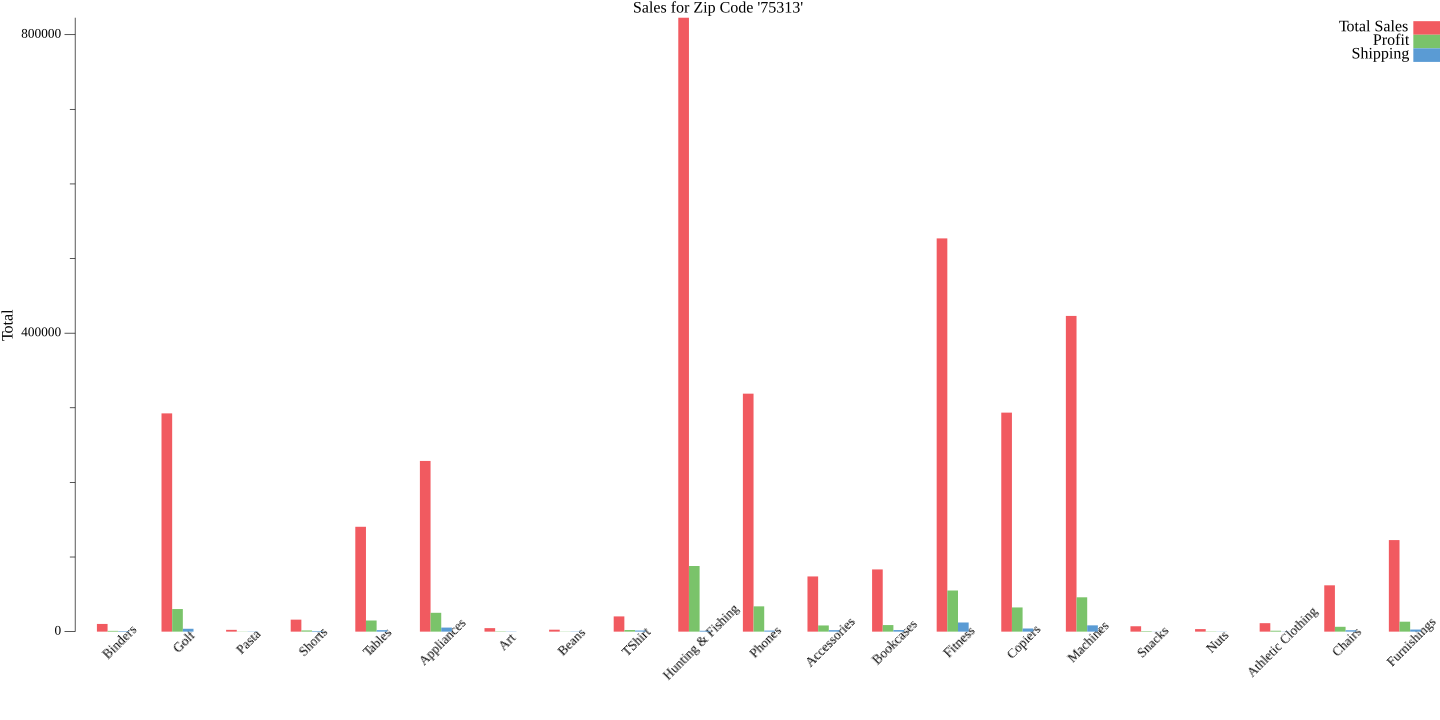 Sales for Zip Code '75313'
Total Sales
Profit
Shipping
Total
800000
400000
0
Binders
Golf
Pasta
Shorts
Tables
Appliances
Art
Beans
TShirt
Hunting & Fishing
Phones
Accessories
Bookcases
Fitness
Copiers
Machines
Snacks
Nuts
Athletic Clothing
Chairs
Furnishings